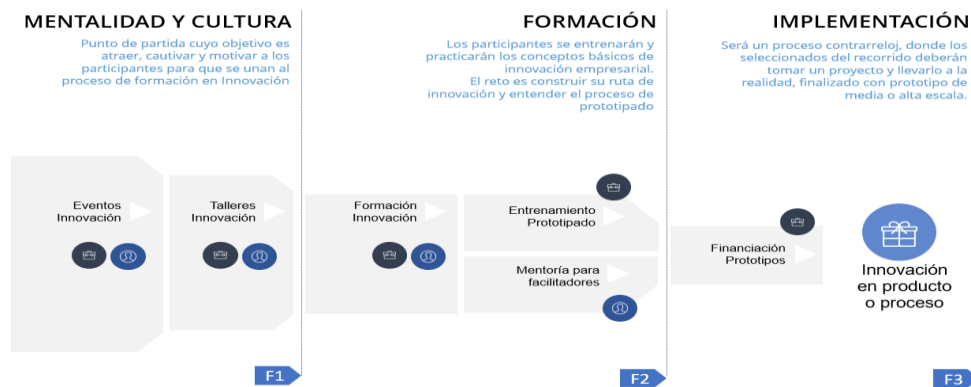 MENTALIDAD Y CULTURA
Punto de partida cuyo objetivo es
atraer, cautivar y motivar a los
participantes para que se unan al
proceso de formación en Innovación
FORMACIÓN
Los participantes se entrenarán y
practicarán los conceptos básicos de
innovación empresarial.
El reto es construir su ruta de
innovación y entender el proceso de
prototipado
IMPLEMENTACIÓN
Será un proceso contrarreloj, donde los
seleccionados del recorrido deberán
tomar un proyecto y llevarlo a la
realidad, finalizado con prototipo de
media o alta escala.
Eventos
Innovación
Talleres
Innovación
Formación
Innovación
Entrenamiento
Prototipado
Mentoría para
facilitadores
Financiación
Prototipos
Innovación
en producto
o proceso
F1
F2
F3